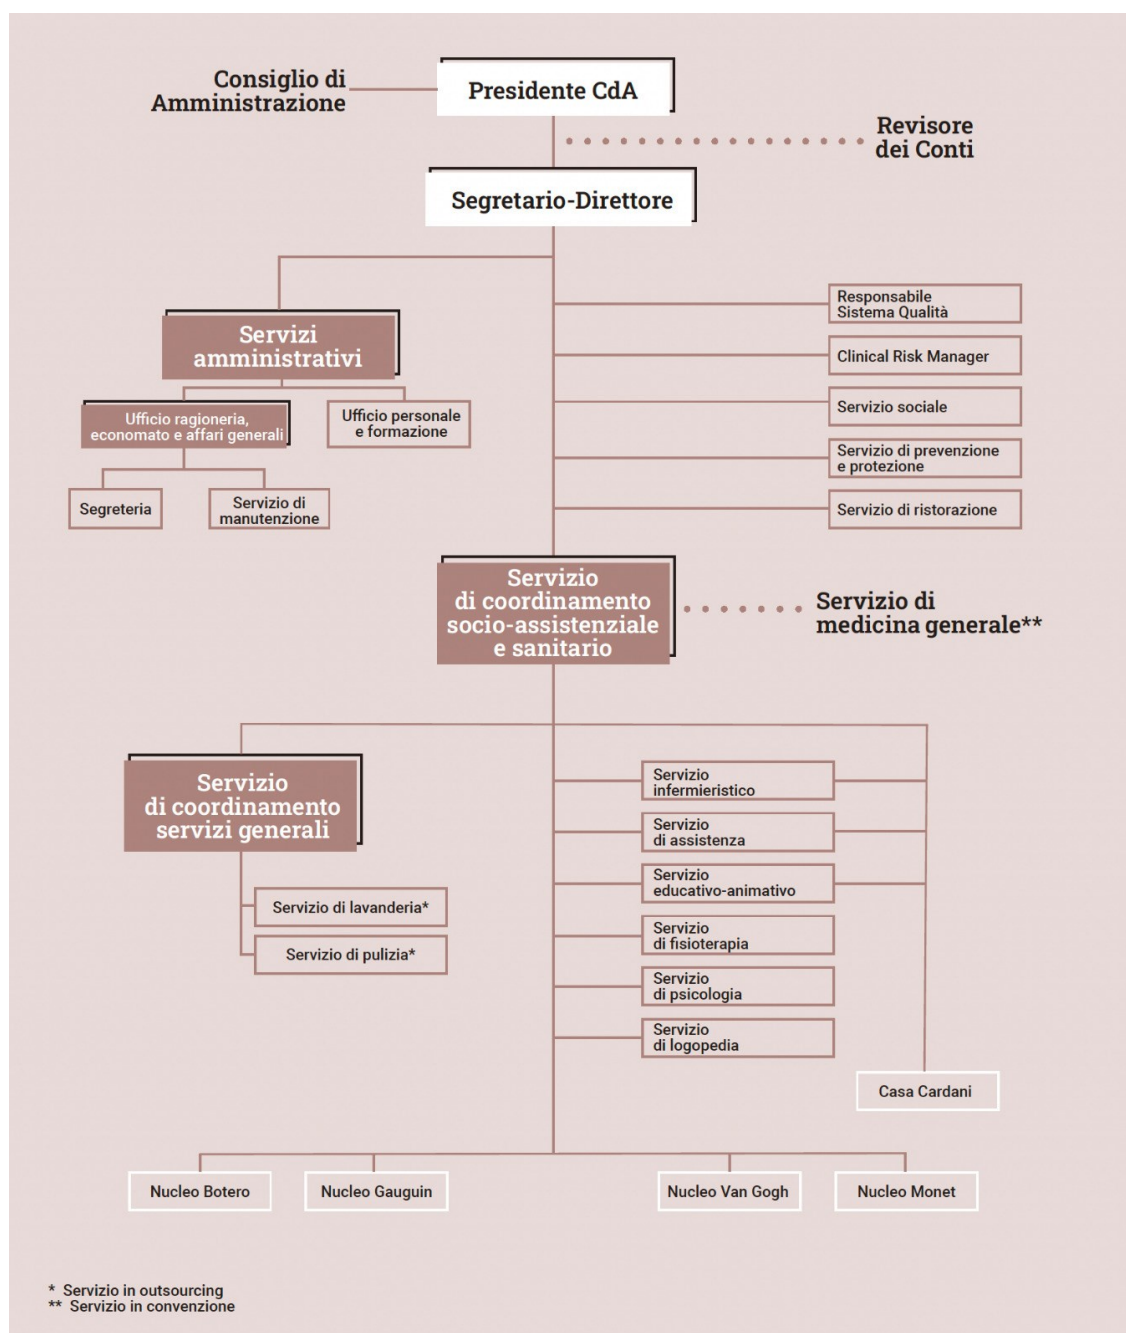 Consiglio di
Amministrazione
Presidente CdA
Revisore
dei Conti
Segretario-Direttore
Servizi
amministrativi
Ufficio ragioneria,
economato e affari generali
Ufficio personale
e formazione
Segreteria
Servizio di
manutenzione
Responsabile
Sistema Qualità
Clinical Risk Manager
Servizio sociale
Servizio di prevenzione
e protezione
Servizio di ristorazione
Servizio
di coordinamento
socio-assistenziale
e sanitario
Servizio di
medicina generale**
Servizio
di coordinamento
servizi generali
Servizio di lavanderia*
Servizio di pulizia*
Servizio
infermieristico
Servizio
di assistenza
Servizio
educativo-animativo
Servizio
di fisioterapia
Servizio
di psicologia
Servizio
di logopedia
Casa Cardani
Nucleo Botero
Nucleo Gauguin
Nucleo Van Gogh
Nucleo Monet
* Servizio in outsourcing
** Servizio in convenzione